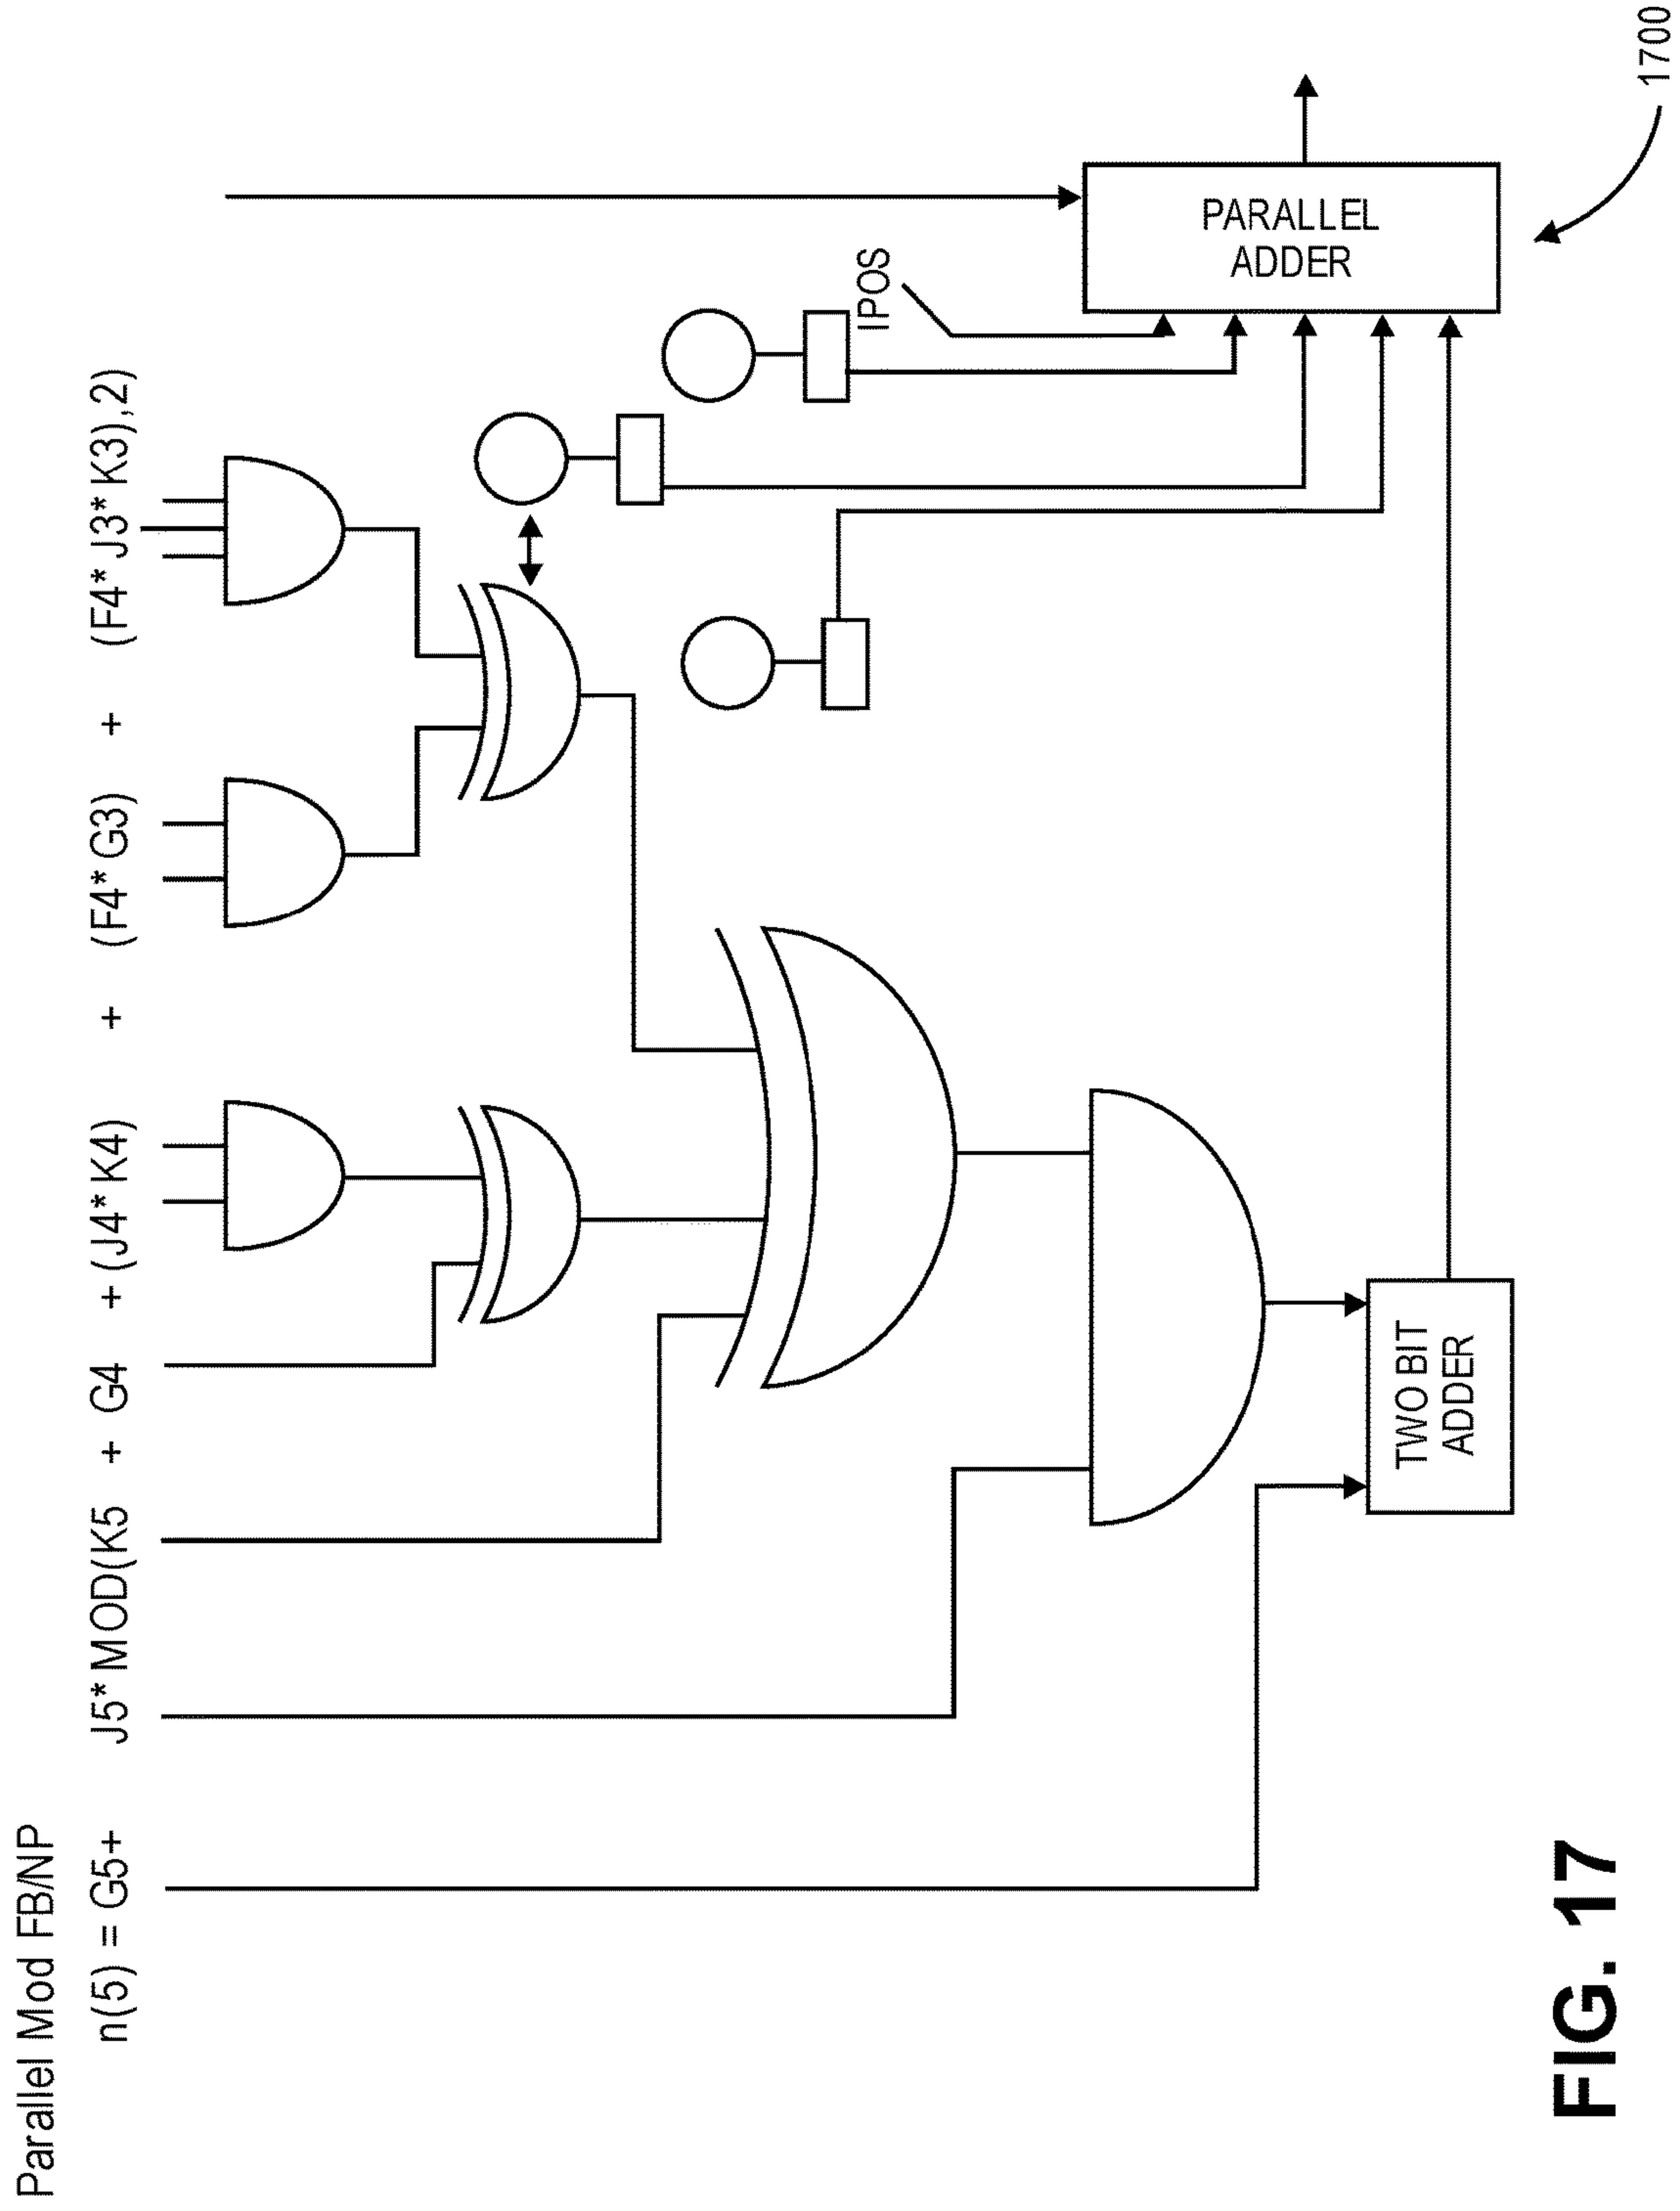 Parallel Mod FB/NP
n(5) = G5+ J5*MOD(K5 + G4 +(J4*K4) + (F4*G3) + (F4*J3*K3),2)
IPOS
PARALLEL
ADDER
TWO BIT
ADDER
1700
FIG. 17